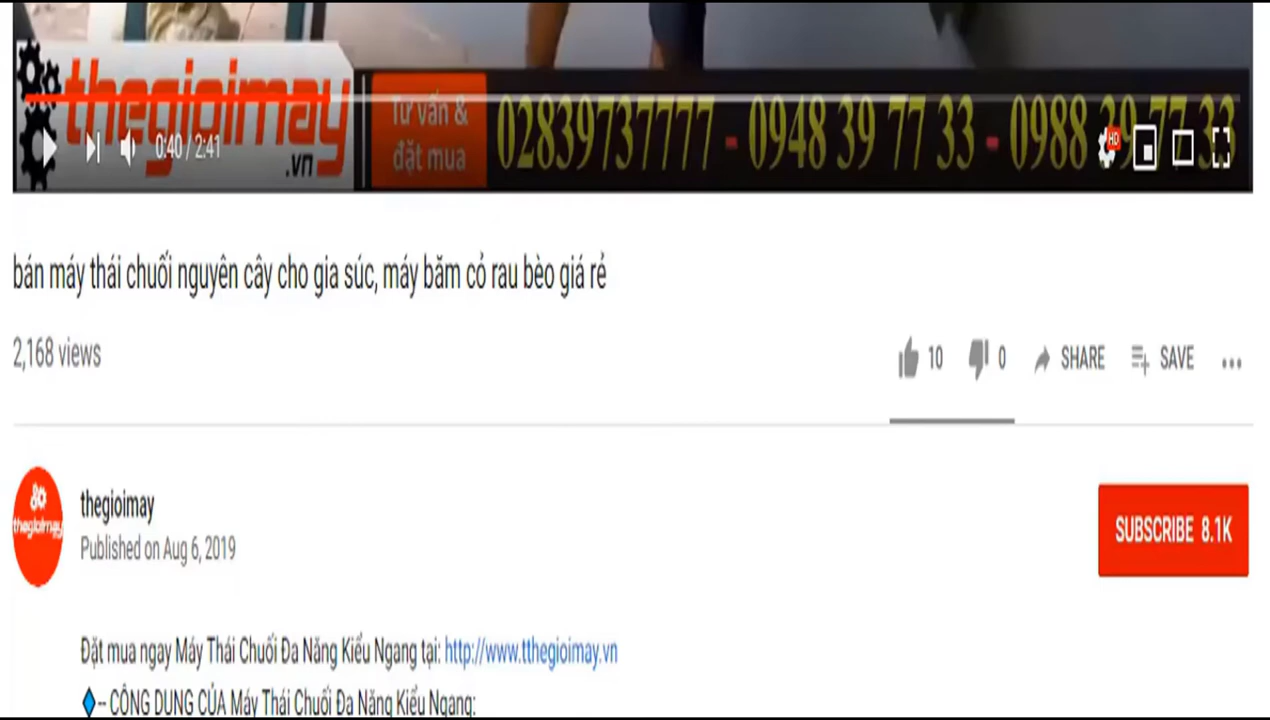 thegioimay
.vn
Tư vấn &
đặt mua
02839737777 - 0948 39 77 33 - 0988 39 77 33
0:40 / 2:41
HD
bán máy thái chuối nguyên cây cho gia súc, máy băm cỏ rau bèo giá rẻ
2,168 views
10 0 SHARE SAVE
thegioimay
thegioimay
Published on Aug 6, 2019
SUBSCRIBE 8.1K
Đặt mua ngay Máy Thái Chuối Đa Năng Kiểu Ngang tại: http://www.tthegioimay.vn
-- CÔNG DỤNG CỦA Máy Thái Chuối Đa Năng Kiểu Ngang: